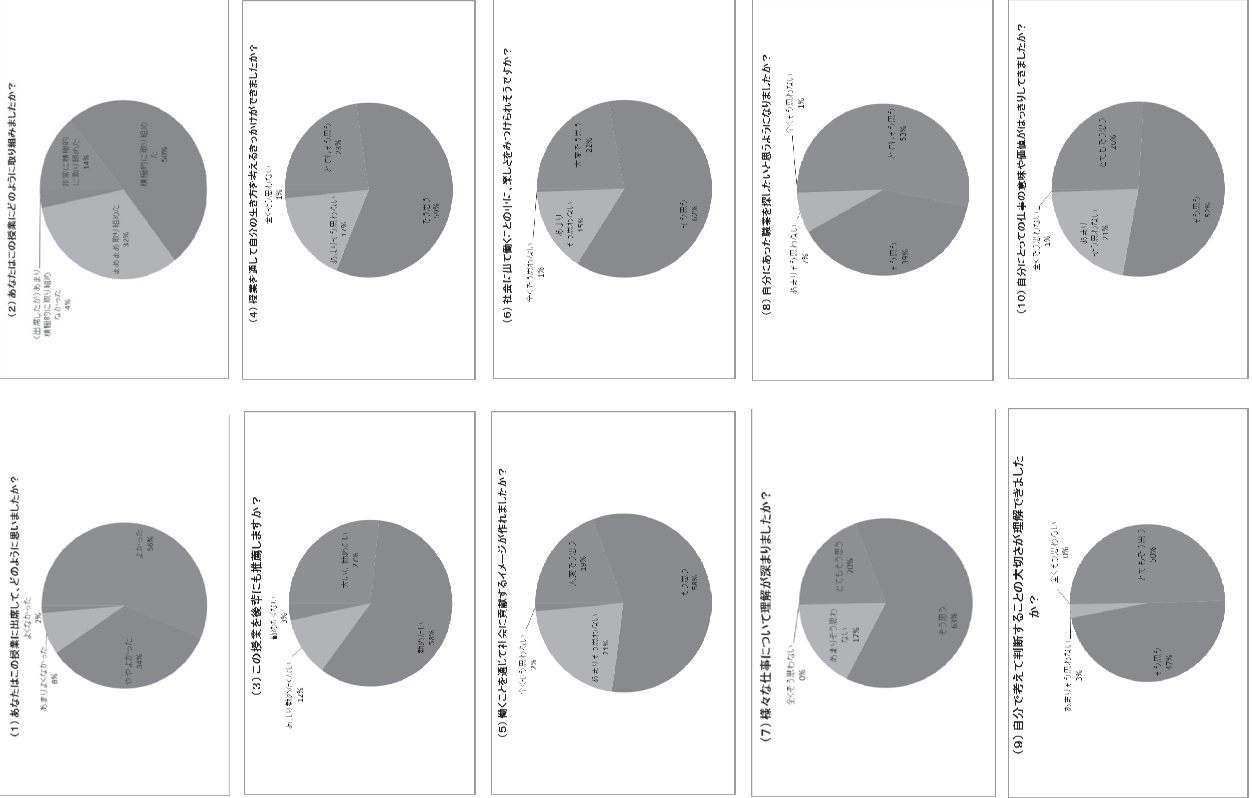 (1) あなたはこの授業に出席して、どのように思いましたか？
よかった
56%
ややよかった
34%
あまりよくなかった
8%
よくなかった
2%
(2) あなたはこの授業にどのように取り組みましたか？
非常に積極的
に取り組めた
14%
積極的に取り組め
た
50%
まあまあ取り組めた
32%
（出席したが）あまり
積極的に取り組め
なかった
4%
(3) この授業を後輩にも推薦しますか？
大いに勧めたい
27%
勧めたい
58%
あまり勧めたくない
12%
3%
(4) 授業を通して自分の生き方を考えるきっかけができましたか？
とてもそう思う
23%
そう思う
59%
あまりそう思わない
17%
全くそう思わない
1%
(5) 働くことを通じて社会に貢献するイメージが作れましたか？
大変そう思う
19%
そう思う
58%
あまりそう思わない
21%
全くそう思わない
2%
(6) 社会に出て働くことの中に、楽しさをみつけられそうですか？
大変そう思う
22%
そう思う
62%
あまり
そう思わない
15%
全くそう思わない
1%
(7) 様々な仕事について理解が深まりましたか？
とてもそう思う
20%
そう思う
63%
あまりそう思わ
ない
17%
全くそう思わない
0%
(8) 自分にあった職業を探したいと思うようになりましたか？
とてもそう思う
53%
そう思う
39%
あまりそう思わない
7%
全くそう思わない
1%
(9) 自分で考えて判断することの大切さが理解できました
か？
とてもそう思う
50%
そう思う
47%
あまりそう思わない
3%
全くそう思わない
0%
(10) 自分にとっての仕事の意味や価値がはっきりしてきましたか？
とてもそう思う
26%
そう思う
52%
あまり
そう思わない
21%
全くそう思わない
1%